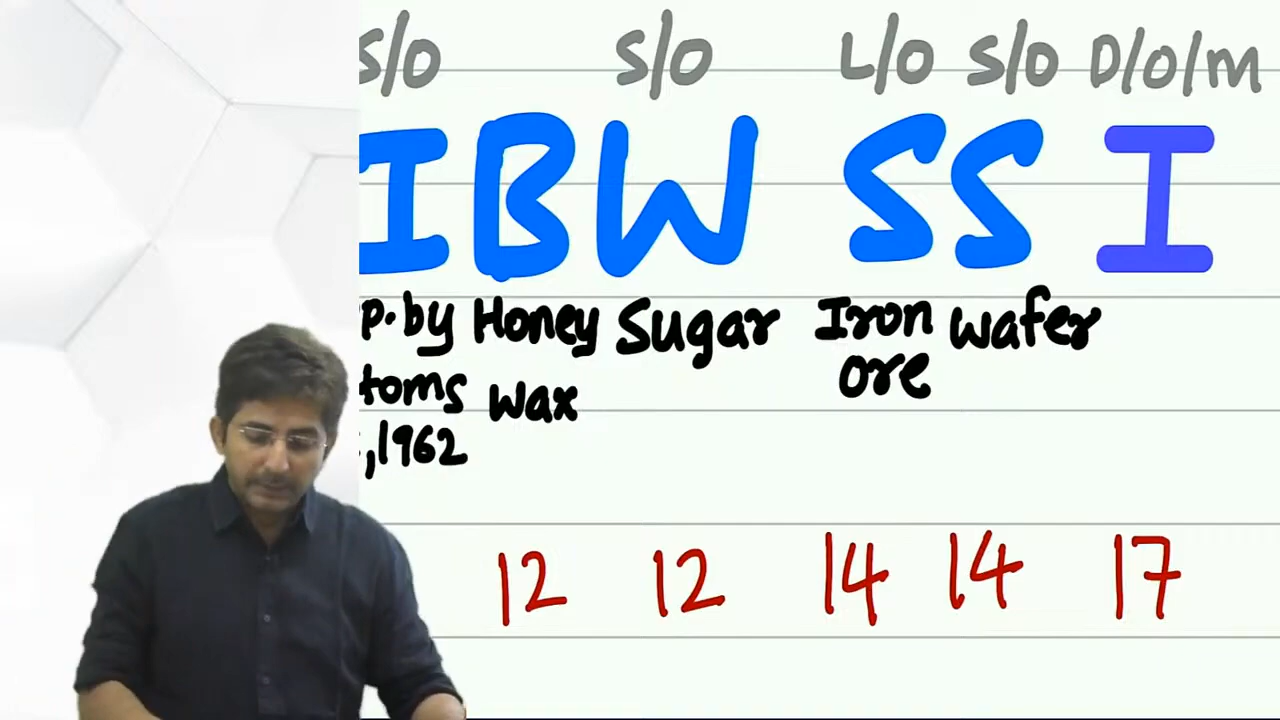 S/O S/O L/O S/O D/O/M
IBW SS I
p.by Honey Sugar Iron wafer
ore
toms wax
,1962
12 12 14 14 17